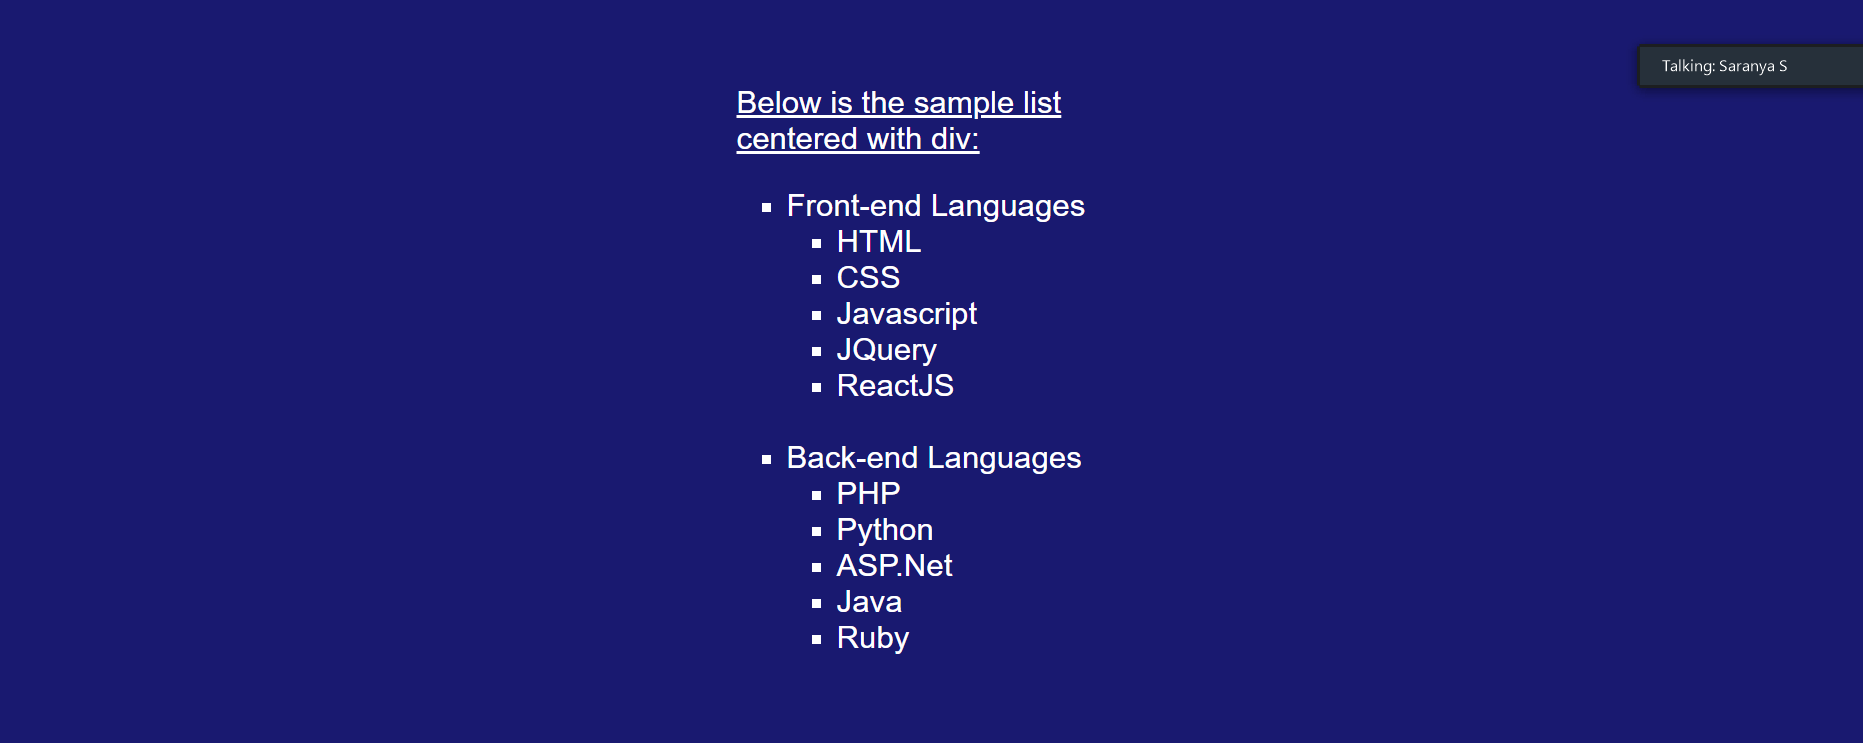 Talking: Saranya S
Below is the sample list
centered with div:
Front-end Languages
HTML
CSS
Javascript
JQuery
ReactJS
Back-end Languages
PHP
Python
ASP.Net
Java
Ruby